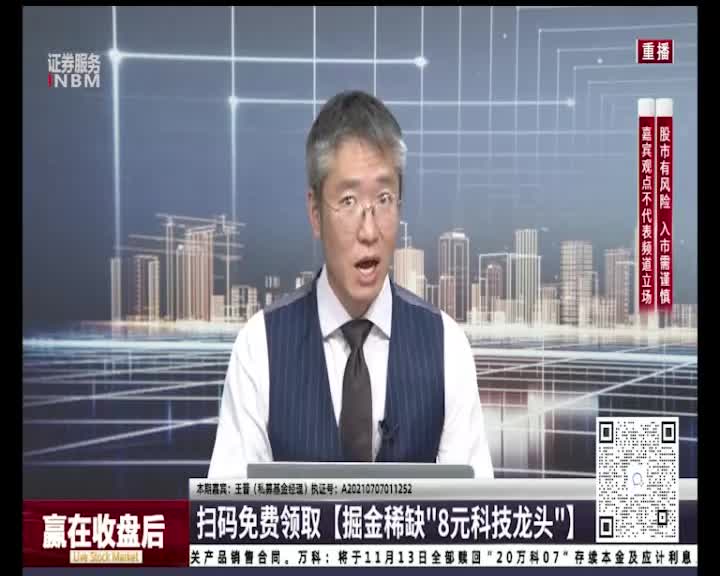 证券服务
iNBM
重播
股市有风险 入市需谨慎
嘉宾观点不代表频道立场
本期嘉宾：王晋（私募基金经理）执证号：A20210707011252
扫码免费领取【掘金稀缺"8元科技龙头"】
赢在收盘后
Live Stock Market
关产品销售合同。万科：将于11月13日全部赎回"20万科07"存续本金及应计利息